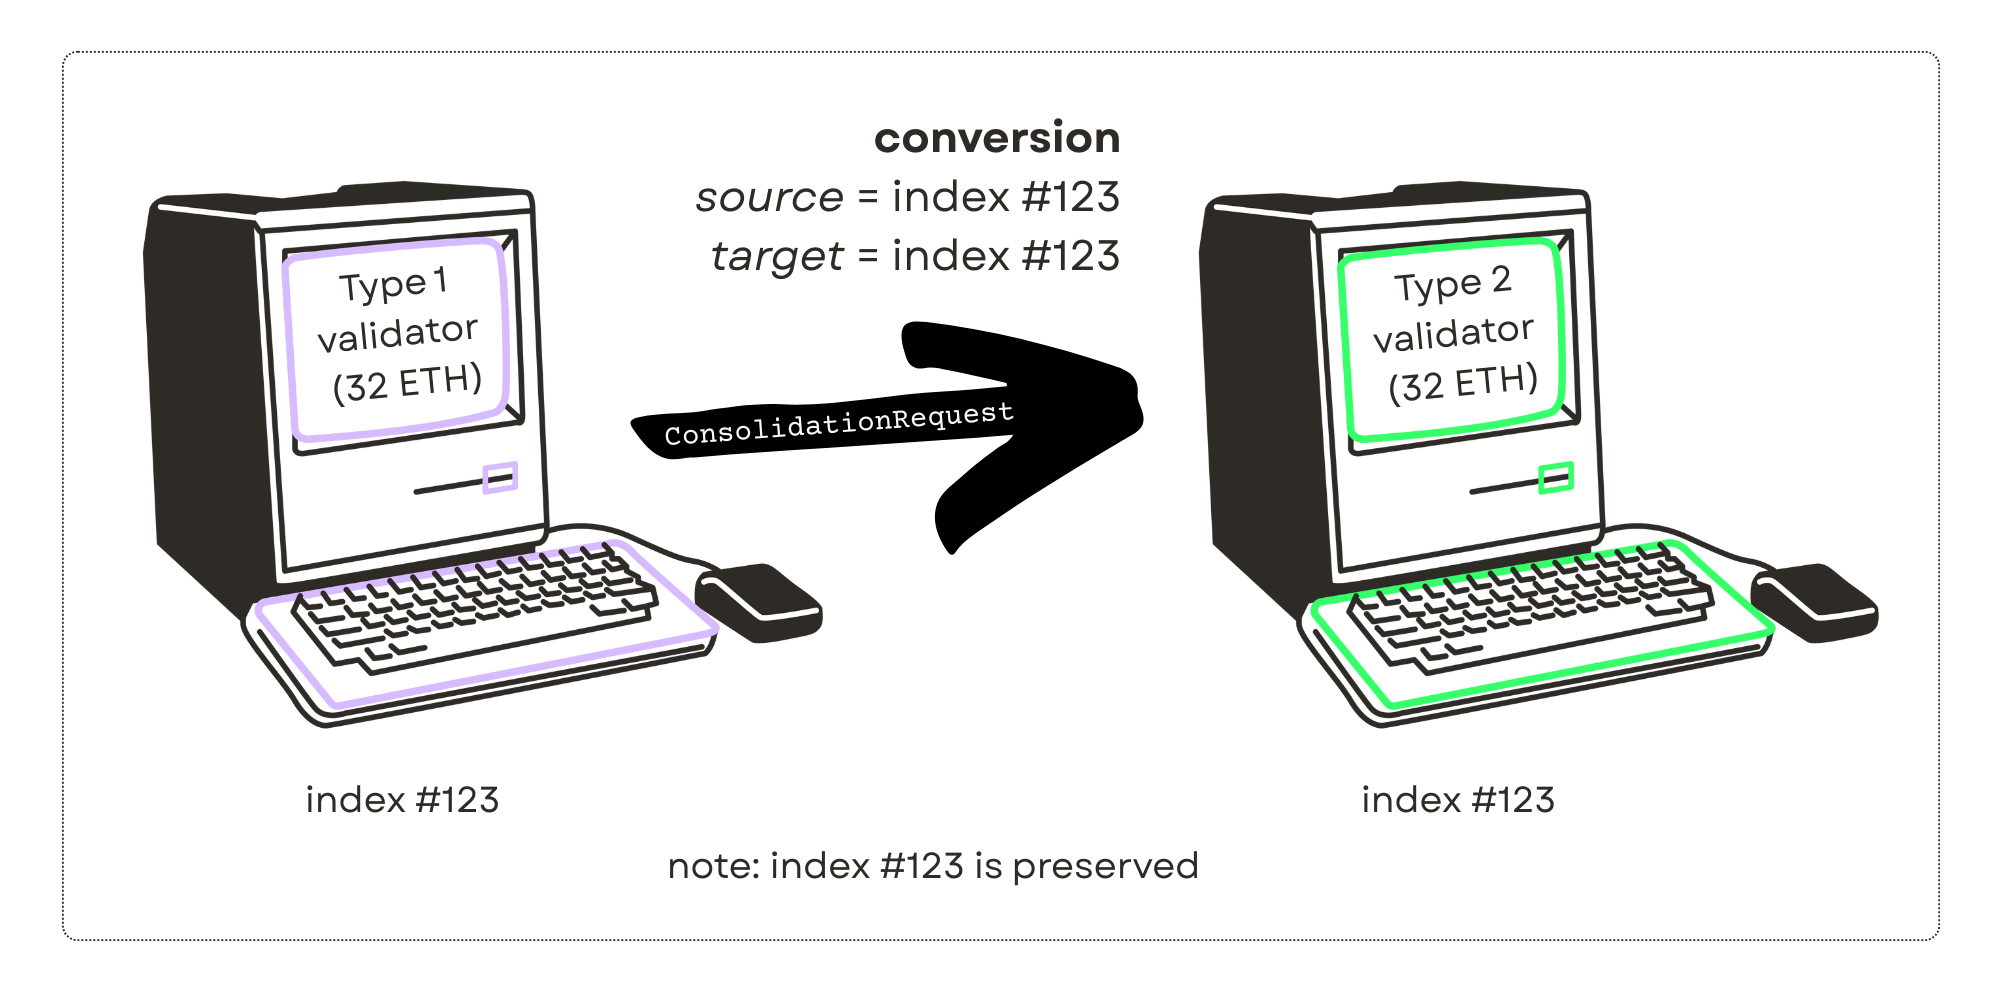 conversion
source = index #123
target = index #123
Type 1
validator
(32 ETH)
ConsolidationRequest
Type 2
validator
(32 ETH)
index #123
index #123
note: index #123 is preserved